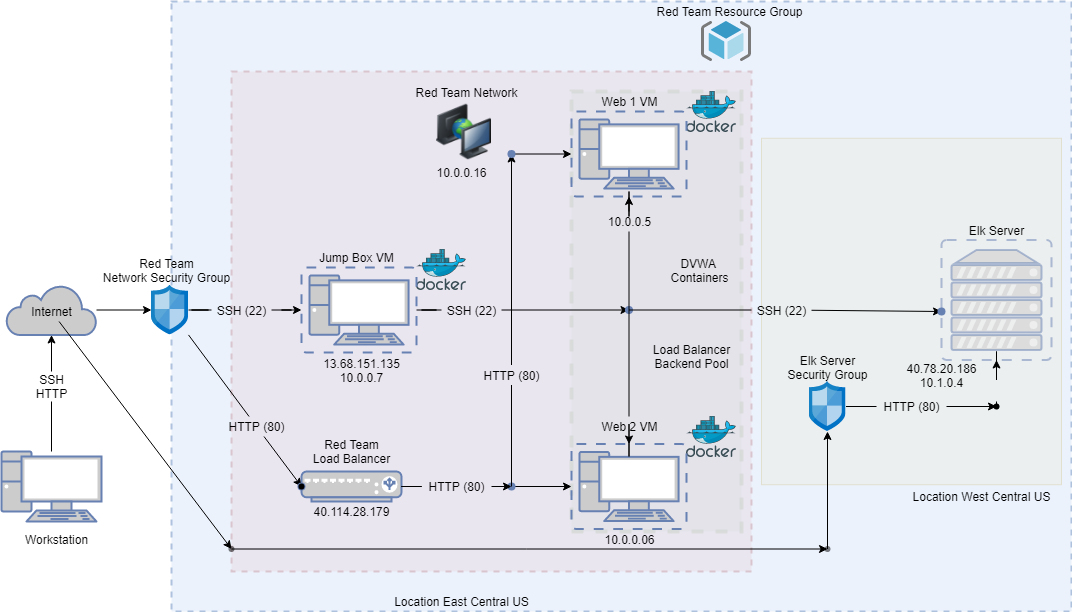 Red Team Resource Group
Red Team Network
10.0.0.16
Web 1 VM
docker
10.0.0.5
Elk Server
DVWA
Containers
Red Team
Network Security Group
Jump Box VM
docker
Internet
SSH (22)
SSH (22)
SSH (22)
13.68.151.135
10.0.0.7
Load Balancer
Backend Pool
Elk Server
Security Group
40.78.20.186
10.1.0.4
SSH
HTTP
HTTP (80)
HTTP (80)
HTTP (80)
Web 2 VM
docker
Red Team
Load Balancer
HTTP (80)
40.114.28.179
Location West Central US
Workstation
10.0.0.06
Location East Central US